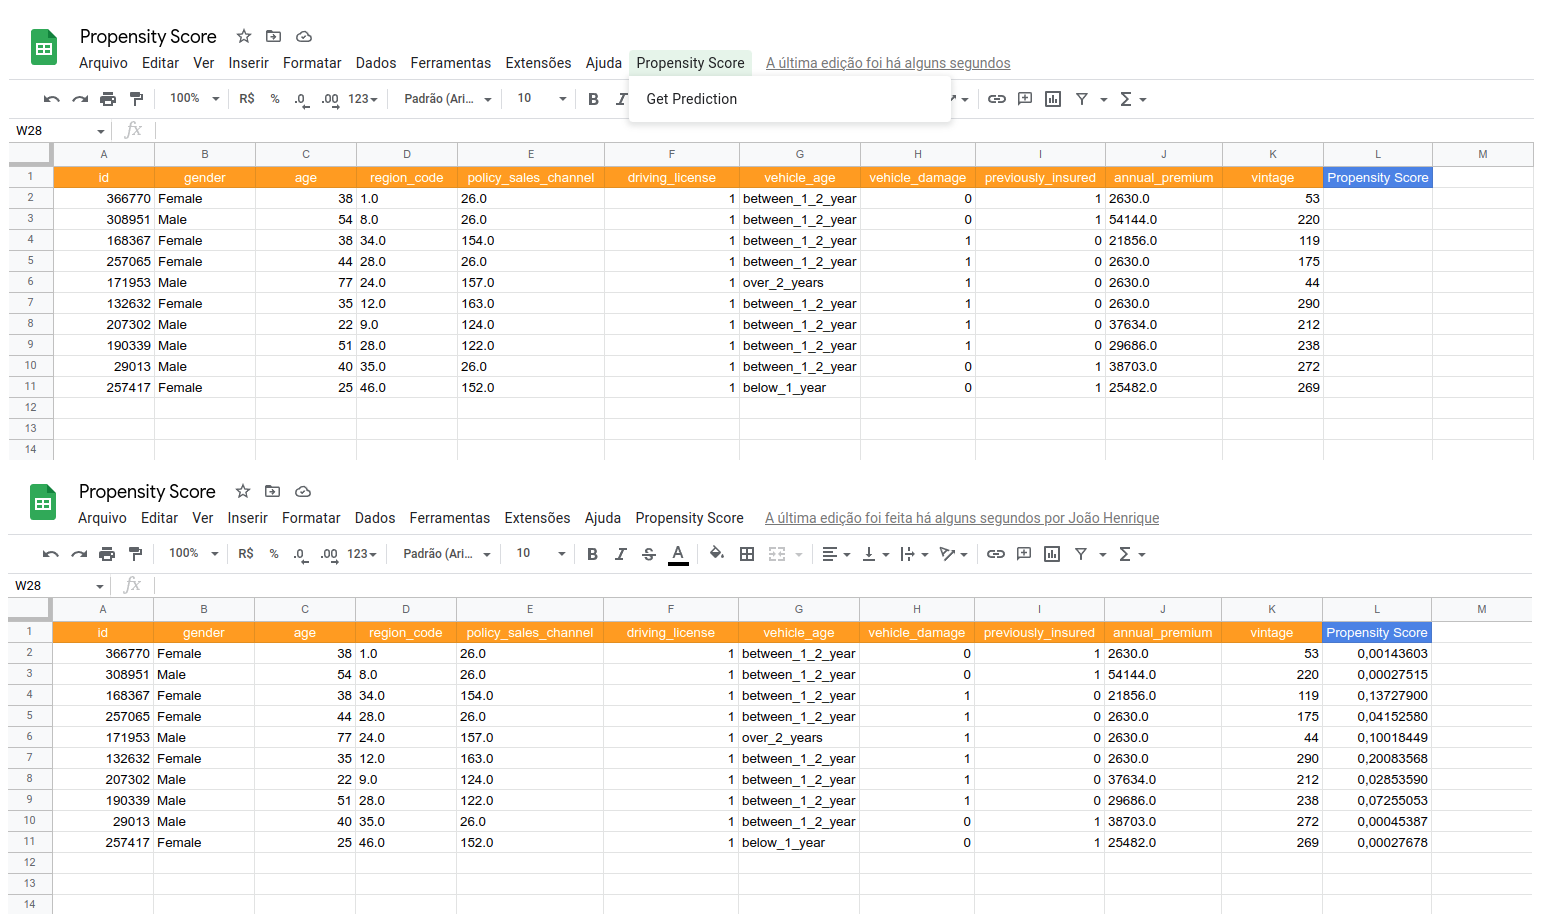 Propensity Score
Arquivo Editar Ver Inserir Formatar Dados Ferramentas Extensões Ajuda Propensity Score A última edição foi há alguns segundos
100% R$ % .0 .00 123 Padrão (Ari... 10 B I Σ
Get Prediction
W28 fx
A B C D E F G H I J K L M
1 id gender age region_code policy_sales_channel driving_license vehicle_age vehicle_damage previously_insured annual_premium vintage Propensity Score
2 366770 Female 38 1.0 26.0 1 between_1_2_year 0 1 2630.0 53
3 308951 Male 54 8.0 26.0 1 between_1_2_year 0 1 54144.0 220
4 168367 Female 38 34.0 154.0 1 between_1_2_year 1 0 21856.0 119
5 257065 Female 44 28.0 26.0 1 between_1_2_year 1 0 2630.0 175
6 171953 Male 77 24.0 157.0 1 over_2_years 1 0 2630.0 44
7 132632 Female 35 12.0 163.0 1 between_1_2_year 1 0 2630.0 290
8 207302 Male 22 9.0 124.0 1 between_1_2_year 1 0 37634.0 212
9 190339 Male 51 28.0 122.0 1 between_1_2_year 1 0 29686.0 238
10 29013 Male 40 35.0 26.0 1 between_1_2_year 0 1 38703.0 272
11 257417 Female 25 46.0 152.0 1 below_1_year 0 1 25482.0 269
12
13
14
Propensity Score
Arquivo Editar Ver Inserir Formatar Dados Ferramentas Extensões Ajuda Propensity Score A última edição foi feita há alguns segundos por João Henrique
100% R$ % .0 .00 123 Padrão (Ari... 10 B I S A Σ
W28 fx
A B C D E F G H I J K L M
1 id gender age region_code policy_sales_channel driving_license vehicle_age vehicle_damage previously_insured annual_premium vintage Propensity Score
2 366770 Female 38 1.0 26.0 1 between_1_2_year 0 1 2630.0 53 0,00143603
3 308951 Male 54 8.0 26.0 1 between_1_2_year 0 1 54144.0 220 0,00027515
4 168367 Female 38 34.0 154.0 1 between_1_2_year 1 0 21856.0 119 0,13727900
5 257065 Female 44 28.0 26.0 1 between_1_2_year 1 0 2630.0 175 0,04152580
6 171953 Male 77 24.0 157.0 1 over_2_years 1 0 2630.0 44 0,10018449
7 132632 Female 35 12.0 163.0 1 between_1_2_year 1 0 2630.0 290 0,20083568
8 207302 Male 22 9.0 124.0 1 between_1_2_year 1 0 37634.0 212 0,02853590
9 190339 Male 51 28.0 122.0 1 between_1_2_year 1 0 29686.0 238 0,07255053
10 29013 Male 40 35.0 26.0 1 between_1_2_year 0 1 38703.0 272 0,00045387
11 257417 Female 25 46.0 152.0 1 below_1_year 0 1 25482.0 269 0,00027678
12
13
14